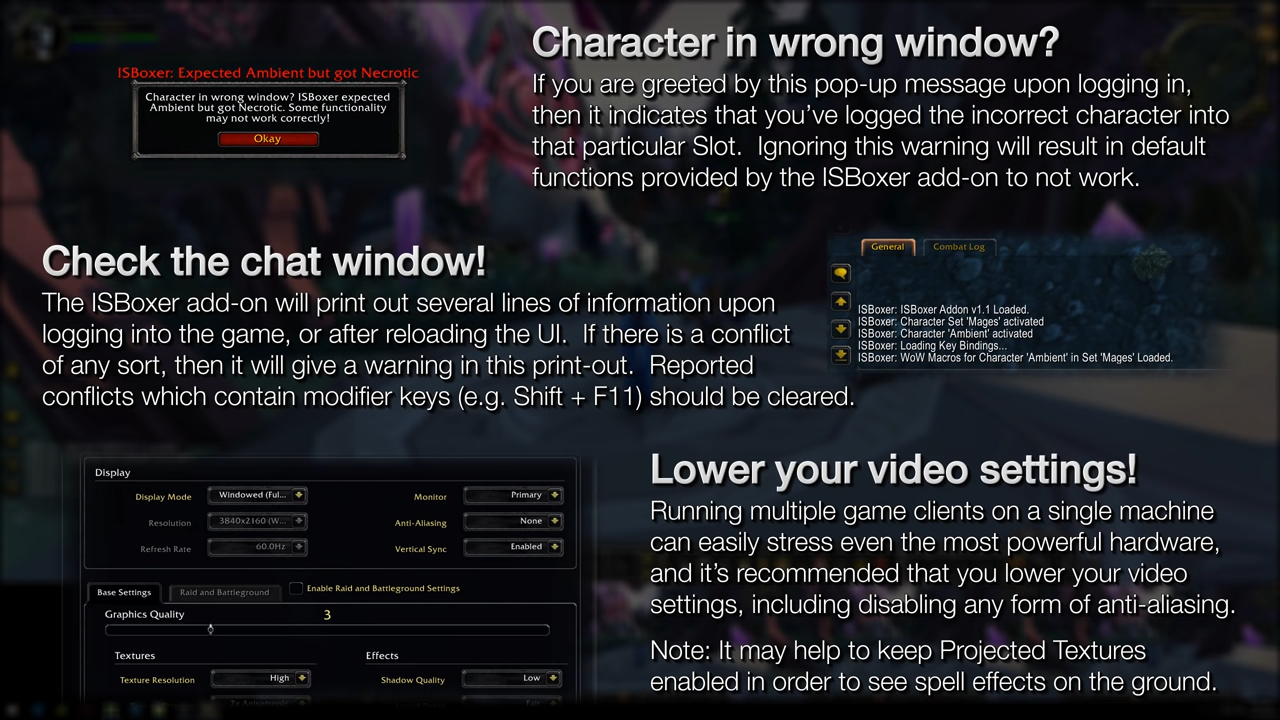 Character in wrong window?
If you are greeted by this pop-up message upon logging in,
then it indicates that you've logged the incorrect character into
that particular Slot.  Ignoring this warning will result in default
functions provided by the ISBoxer add-on to not work.
ISBoxer: Expected Ambient but got Necrotic
Character in wrong window? ISBoxer expected
Ambient but got Necrotic. Some functionality
may not work correctly!
Okay
Check the chat window!
The ISBoxer add-on will print out several lines of information upon
logging into the game, or after reloading the UI.  If there is a conflict
of any sort, then it will give a warning in this print-out.  Reported
conflicts which contain modifier keys (e.g. Shift + F11) should be cleared.
General
Combat Log
ISBoxer: ISBoxer Addon v1.1 Loaded.
ISBoxer: Character Set 'Mages' activated
ISBoxer: Character 'Ambient' activated
ISBoxer: Loading Key Bindings...
ISBoxer: WoW Macros for Character 'Ambient' in Set 'Mages' Loaded.
Display
Display Mode Windowed (Ful...
Monitor Primary
Resolution 3840x2160 (W...
Anti-Aliasing None
Refresh Rate 60.0Hz
Vertical Sync Enabled
Base Settings
Raid and Battleground
Enable Raid and Battleground Settings
Graphics Quality 3
Textures
Effects
Texture Resolution High
Shadow Quality Low
Lower your video settings!
Running multiple game clients on a single machine
can easily stress even the most powerful hardware,
and it's recommended that you lower your video
settings, including disabling any form of anti-aliasing.
Note: It may help to keep Projected Textures
enabled in order to see spell effects on the ground.